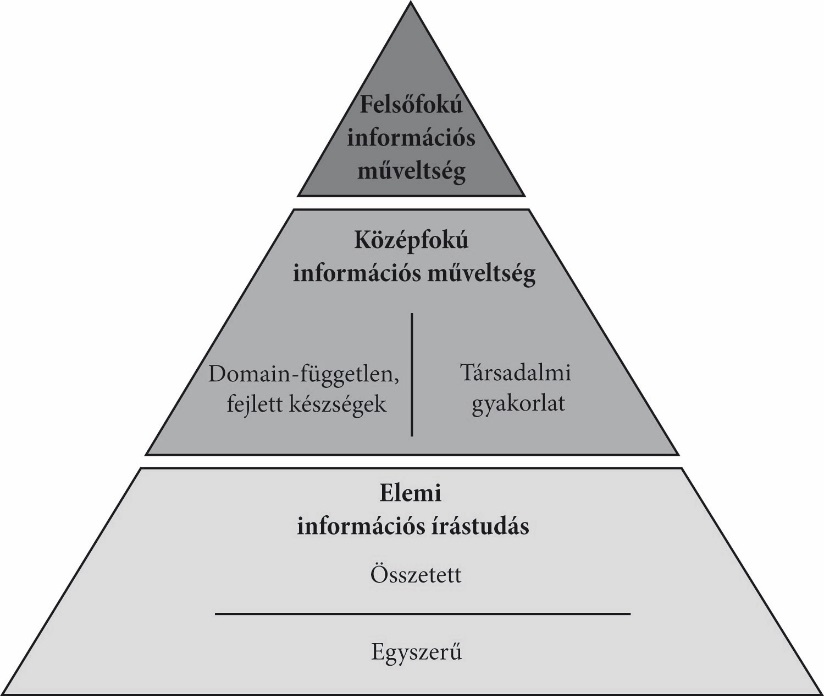 Felsőfokú
információs
műveltség
Középfokú
információs műveltség
Domain-független,
fejlett készségek
Társadalmi
gyakorlat
Elemi
információs írástudás
Összetett
Egyszerű